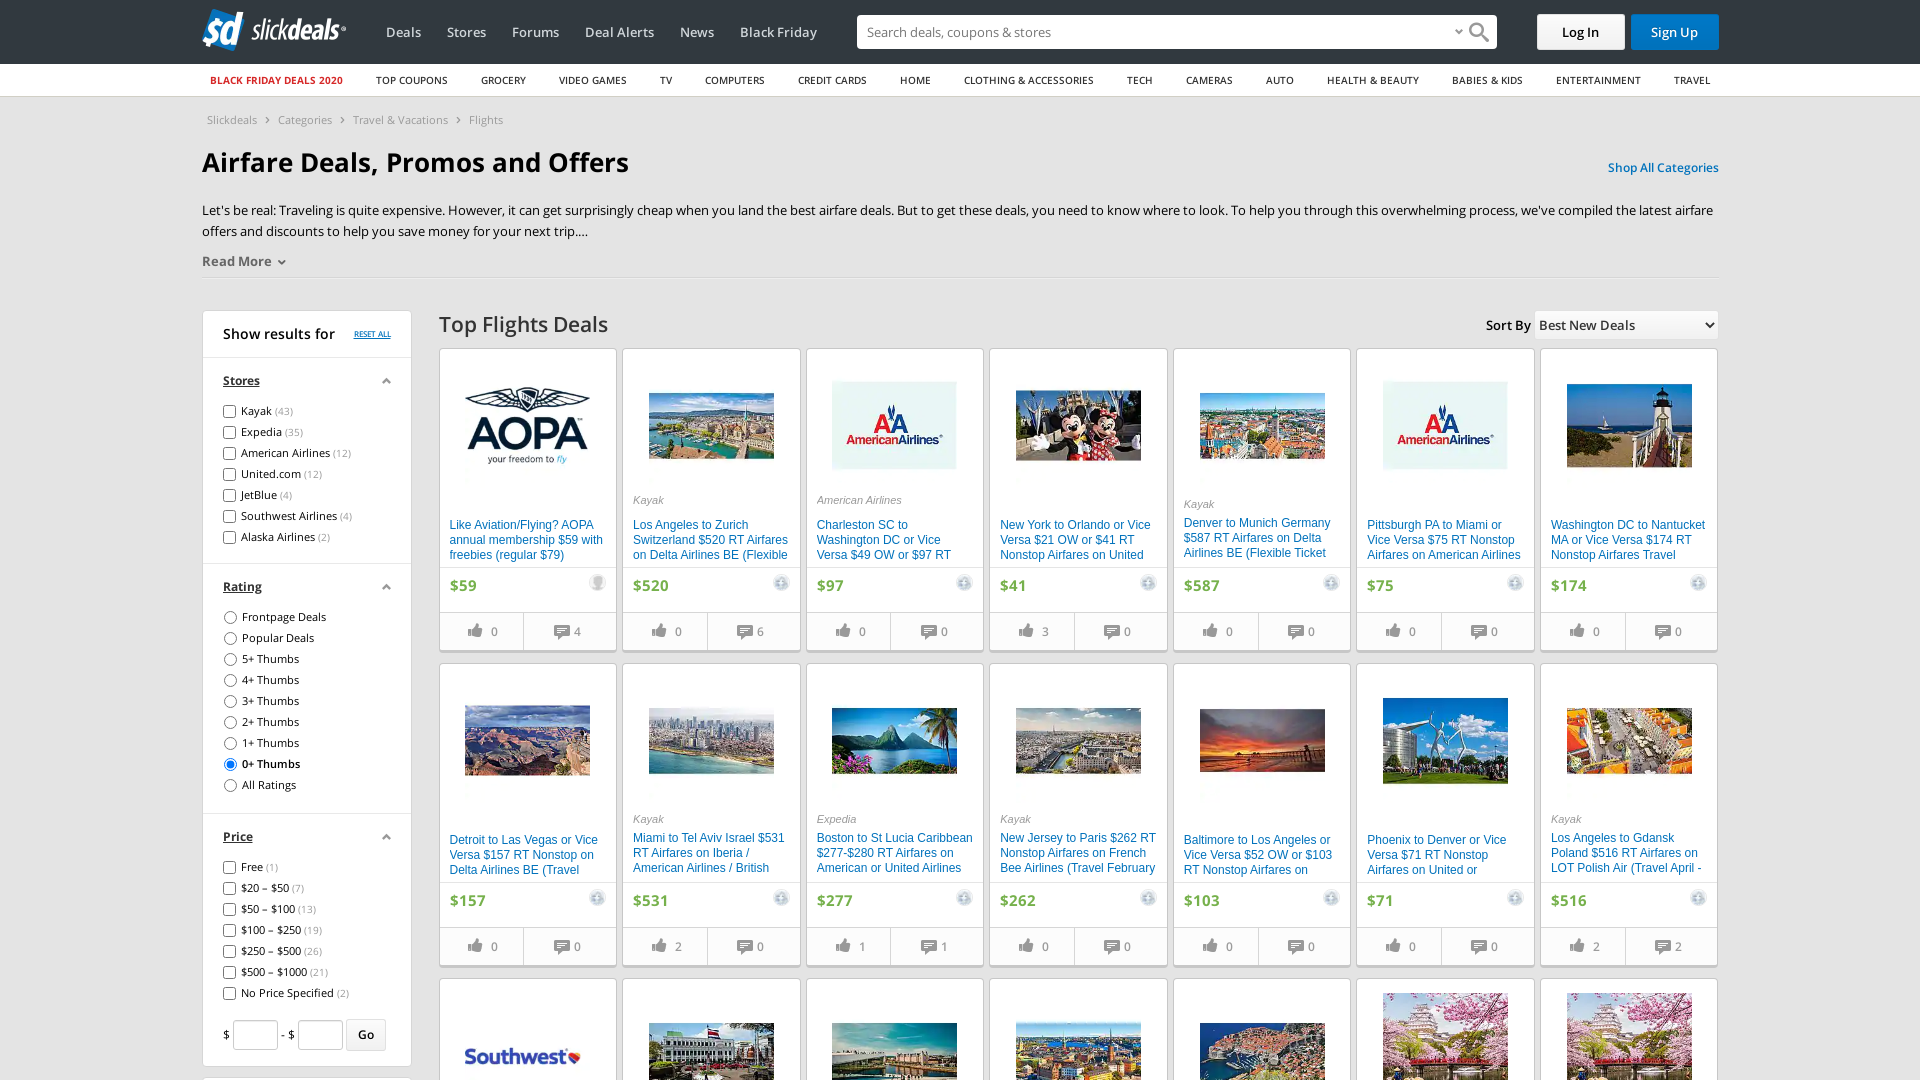 sd slickdeals
Deals
Stores
Forums
Deal Alerts
News
Black Friday
Search deals, coupons & stores
Log In
Sign Up
BLACK FRIDAY DEALS 2020
TOP COUPONS
GROCERY
VIDEO GAMES
TV
COMPUTERS
CREDIT CARDS
HOME
CLOTHING & ACCESSORIES
TECH
CAMERAS
AUTO
HEALTH & BEAUTY
BABIES & KIDS
ENTERTAINMENT
TRAVEL
Slickdeals > Categories > Travel & Vacations > Flights
Airfare Deals, Promos and Offers
Shop All Categories
Let's be real: Traveling is quite expensive. However, it can get surprisingly cheap when you land the best airfare deals. But to get these deals, you need to know where to look. To help you through this overwhelming process, we've compiled the latest airfare
offers and discounts to help you save money for your next trip....
Read More
Show results for
RESET ALL
Stores
Kayak (43)
Expedia (35)
American Airlines (12)
United.com (12)
JetBlue (4)
Southwest Airlines (4)
Alaska Airlines (2)
Rating
Frontpage Deals
Popular Deals
5+ Thumbs
4+ Thumbs
3+ Thumbs
2+ Thumbs
1+ Thumbs
0+ Thumbs
All Ratings
Price
Free (1)
$20 – $50 (7)
$50 – $100 (13)
$100 – $250 (19)
$250 – $500 (26)
$500 – $1000 (21)
No Price Specified (2)
$ - $ Go
Top Flights Deals
Sort By Best New Deals
AOPA
your freedom to fly
Like Aviation/Flying? AOPA
annual membership $59 with
freebies (regular $79)
$59
0
4
Kayak
Los Angeles to Zurich
Switzerland $520 RT Airfares
on Delta Airlines BE (Flexible
$520
0
6
AA
AmericanAirlines
American Airlines
Charleston SC to
Washington DC or Vice
Versa $49 OW or $97 RT
$97
0
0
New York to Orlando or Vice
Versa $21 OW or $41 RT
Nonstop Airfares on United
$41
3
0
Kayak
Denver to Munich Germany
$587 RT Airfares on Delta
Airlines BE (Flexible Ticket
$587
0
0
AA
AmericanAirlines
Pittsburgh PA to Miami or
Vice Versa $75 RT Nonstop
Airfares on American Airlines
$75
0
0
Washington DC to Nantucket
MA or Vice Versa $174 RT
Nonstop Airfares Travel
$174
0
0
Detroit to Las Vegas or Vice
Versa $157 RT Nonstop on
Delta Airlines BE (Travel
$157
0
0
Kayak
Miami to Tel Aviv Israel $531
RT Airfares on Iberia /
American Airlines / British
$531
2
0
Expedia
Boston to St Lucia Caribbean
$277-$280 RT Airfares on
American or United Airlines
$277
1
1
Kayak
New Jersey to Paris $262 RT
Nonstop Airfares on French
Bee Airlines (Travel February
$262
0
0
Baltimore to Los Angeles or
Vice Versa $52 OW or $103
RT Nonstop Airfares on
$103
0
0
Phoenix to Denver or Vice
Versa $71 RT Nonstop
Airfares on United or
$71
0
0
Kayak
Los Angeles to Gdansk
Poland $516 RT Airfares on
LOT Polish Air (Travel April -
$516
2
2
Southwest